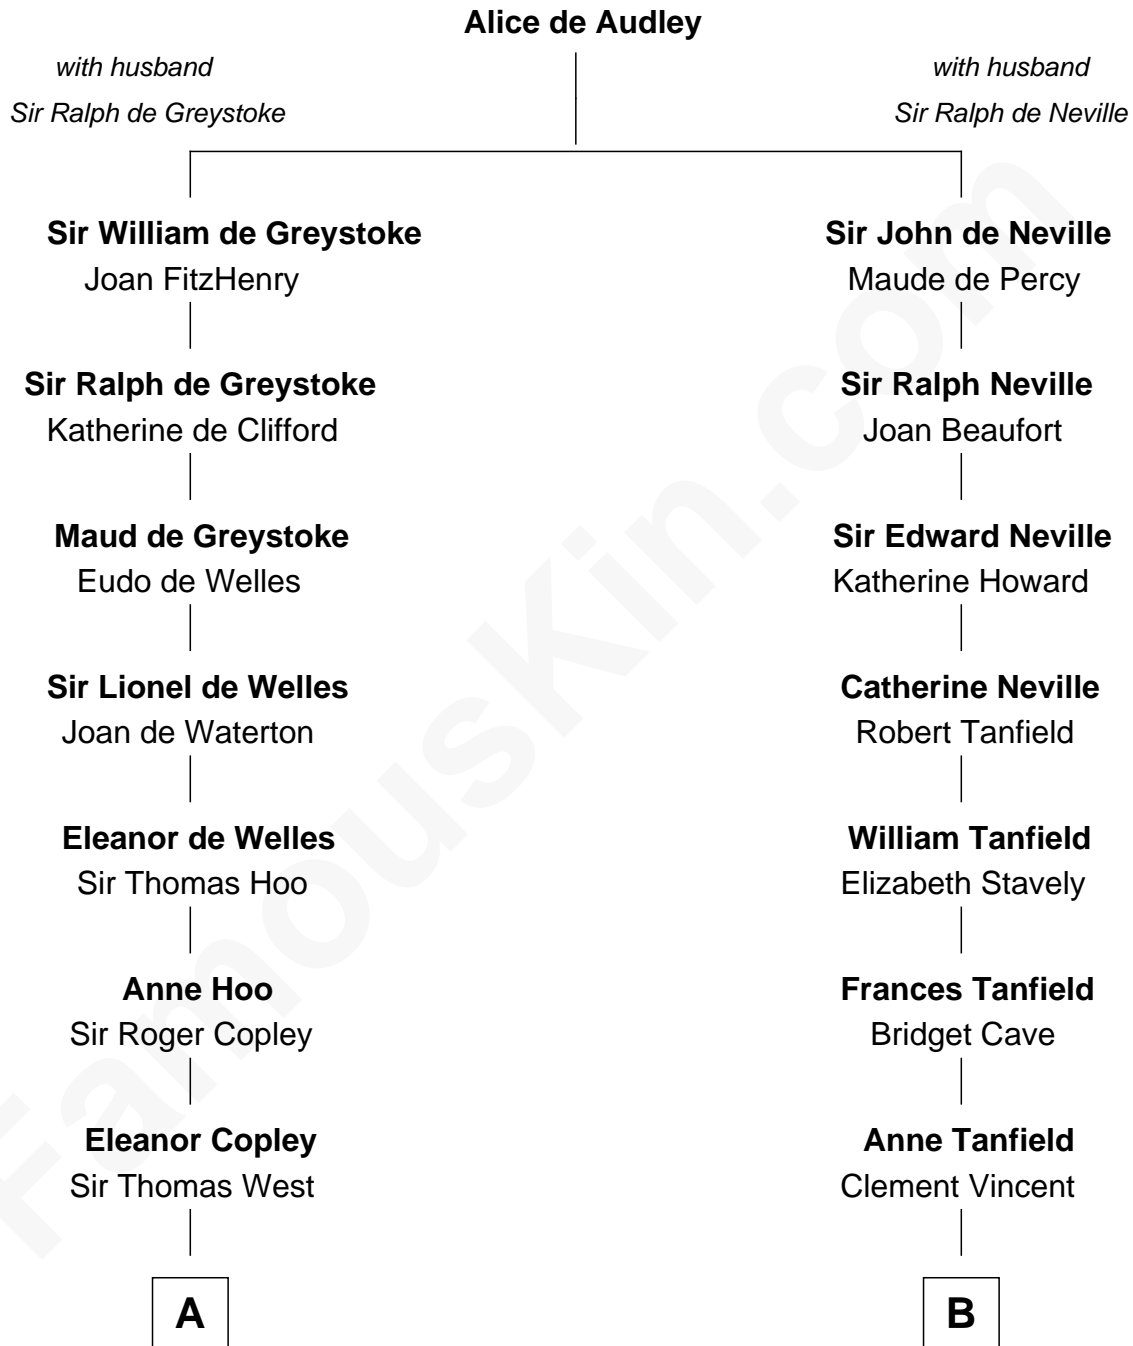 Alice de Audley
with husband
Sir Ralph de Greystoke
with husband
Sir Ralph de Neville
Sir William de Greystoke
Joan FitzHenry
Sir Ralph de Greystoke
Katherine de Clifford
Maud de Greystoke
Eudo de Welles
Sir Lionel de Welles
Joan de Waterton
Eleanor de Welles
Sir Thomas Hoo
Anne Hoo
Sir Roger Copley
Eleanor Copley
Sir Thomas West
A
Sir John de Neville
Maude de Percy
Sir Ralph Neville
Joan Beaufort
Sir Edward Neville
Katherine Howard
Catherine Neville
Robert Tanfield
William Tanfield
Elizabeth Stavely
Frances Tanfield
Bridget Cave
Anne Tanfield
Clement Vincent
B
FamousKin.com